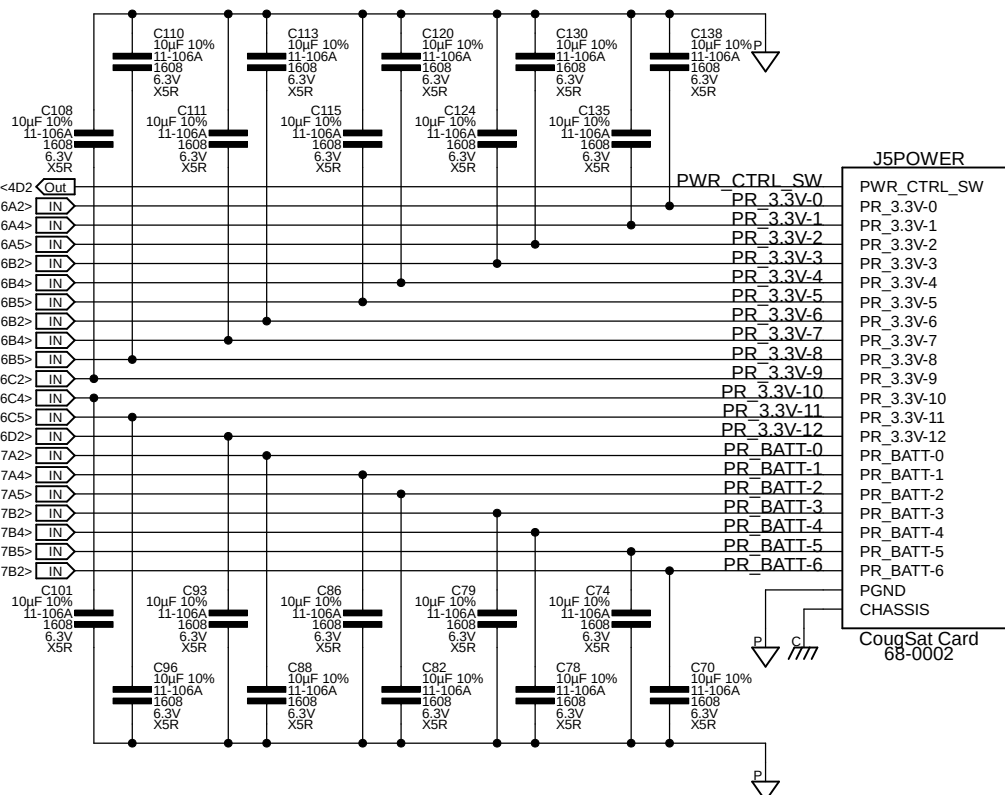 C110
10µF 10%
11-106A
1608
6.3V
X5R
C113
10µF 10%
11-106A
1608
6.3V
X5R
C120
10µF 10%
11-106A
1608
6.3V
X5R
C130
10µF 10%
11-106A
1608
6.3V
X5R
C138
10µF 10%
11-106A
1608
6.3V
X5R
P
C108
10µF 10%
11-106A
1608
6.3V
X5R
C111
10µF 10%
11-106A
1608
6.3V
X5R
C115
10µF 10%
11-106A
1608
6.3V
X5R
C124
10µF 10%
11-106A
1608
6.3V
X5R
C135
10µF 10%
11-106A
1608
6.3V
X5R
J5POWER
<4D2 Out PWR_CTRL_SW PWR_CTRL_SW
6A2> IN PR_3.3V-0 PR_3.3V-0
6A4> IN PR_3.3V-1 PR_3.3V-1
6A5> IN PR_3.3V-2 PR_3.3V-2
6B2> IN PR_3.3V-3 PR_3.3V-3
6B4> IN PR_3.3V-4 PR_3.3V-4
6B5> IN PR_3.3V-5 PR_3.3V-5
6B2> IN PR_3.3V-6 PR_3.3V-6
6B4> IN PR_3.3V-7 PR_3.3V-7
6B5> IN PR_3.3V-8 PR_3.3V-8
6C2> IN PR_3.3V-9 PR_3.3V-9
6C4> IN PR_3.3V-10 PR_3.3V-10
6C5> IN PR_3.3V-11 PR_3.3V-11
6D2> IN PR_3.3V-12 PR_3.3V-12
7A2> IN PR_BATT-0 PR_BATT-0
7A4> IN PR_BATT-1 PR_BATT-1
7A5> IN PR_BATT-2 PR_BATT-2
7B2> IN PR_BATT-3 PR_BATT-3
7B4> IN PR_BATT-4 PR_BATT-4
7B5> IN PR_BATT-5 PR_BATT-5
7B2> IN PR_BATT-6 PR_BATT-6
PGND
CHASSIS
P
C
CougSat Card
68-0002
C101
10µF 10%
11-106A
1608
6.3V
X5R
C93
10µF 10%
11-106A
1608
6.3V
X5R
C86
10µF 10%
11-106A
1608
6.3V
X5R
C79
10µF 10%
11-106A
1608
6.3V
X5R
C74
10µF 10%
11-106A
1608
6.3V
X5R
C96
10µF 10%
11-106A
1608
6.3V
X5R
C88
10µF 10%
11-106A
1608
6.3V
X5R
C82
10µF 10%
11-106A
1608
6.3V
X5R
C78
10µF 10%
11-106A
1608
6.3V
X5R
C70
10µF 10%
11-106A
1608
6.3V
X5R
P